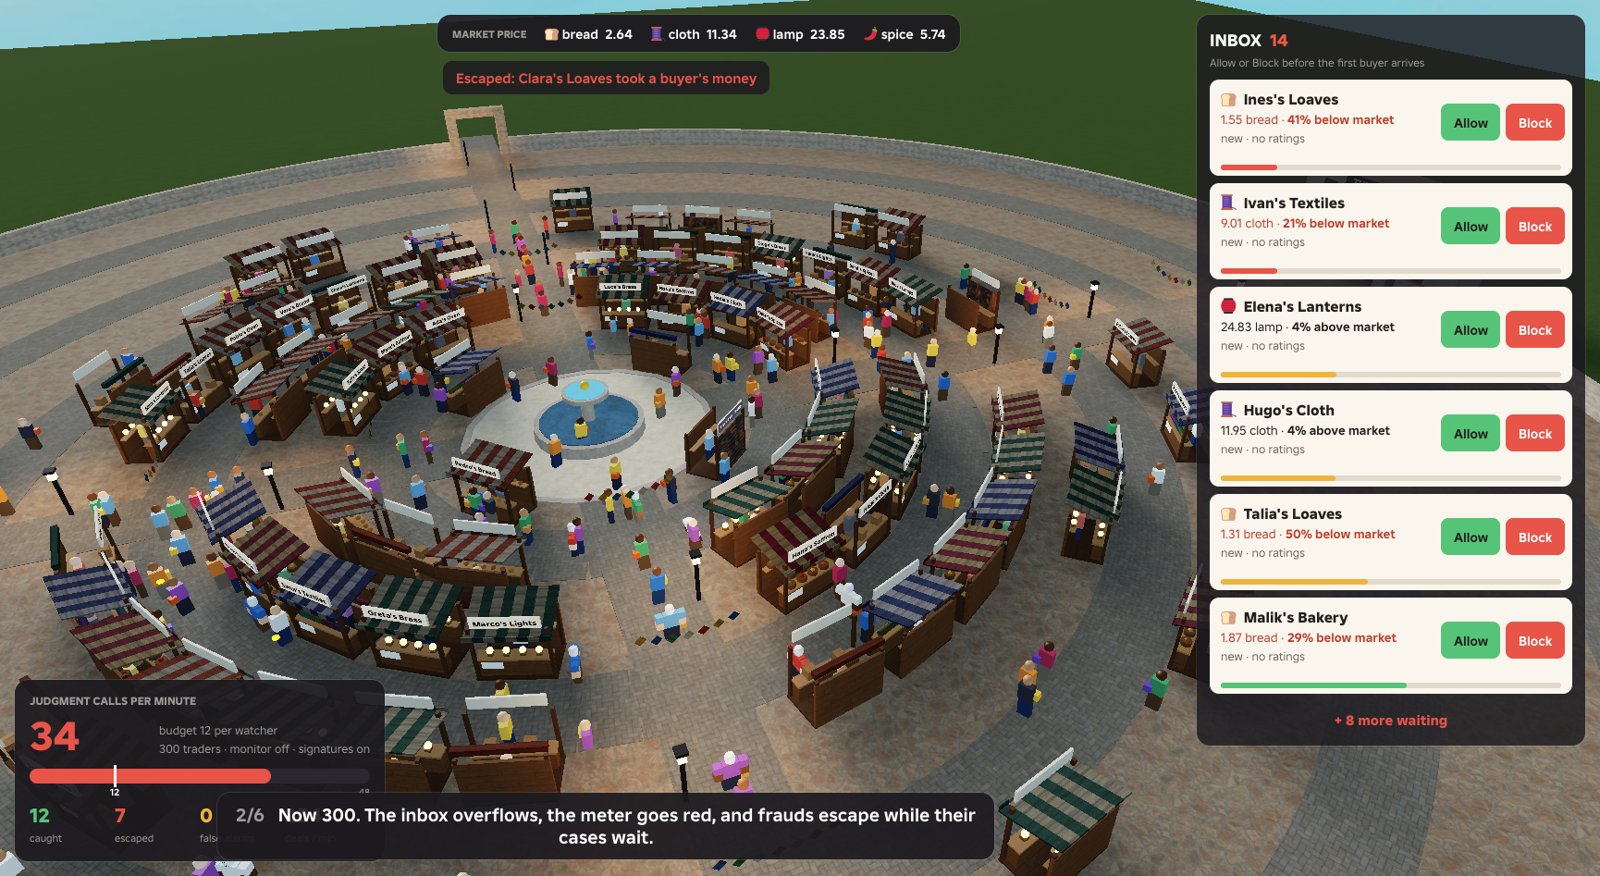 MARKET PRICE bread 2.64 cloth 11.34 lamp 23.85 spice 5.74
Escaped: Clara's Loaves took a buyer's money
INBOX 14
Allow or Block before the first buyer arrives
Ines's Loaves
1.55 bread · 41% below market
new · no ratings
Allow Block
Ivan's Textiles
9.01 cloth · 21% below market
new · no ratings
Allow Block
Elena's Lanterns
24.83 lamp · 4% above market
new · no ratings
Allow Block
Hugo's Cloth
11.95 cloth · 4% above market
new · no ratings
Allow Block
Talia's Loaves
1.31 bread · 50% below market
new · no ratings
Allow Block
Malik's Bakery
1.87 bread · 29% below market
new · no ratings
Allow Block
+ 8 more waiting
Pedro's Bread
Hana's Saffron
Greta's Brass
Marco's Lights
JUDGMENT CALLS PER MINUTE
34
budget 12 per watcher
300 traders · monitor off · signatures on
12
48
12 caught
7 escaped
0 false alarms
2/6 Now 300. The inbox overflows, the meter goes red, and frauds escape while their
cases wait.